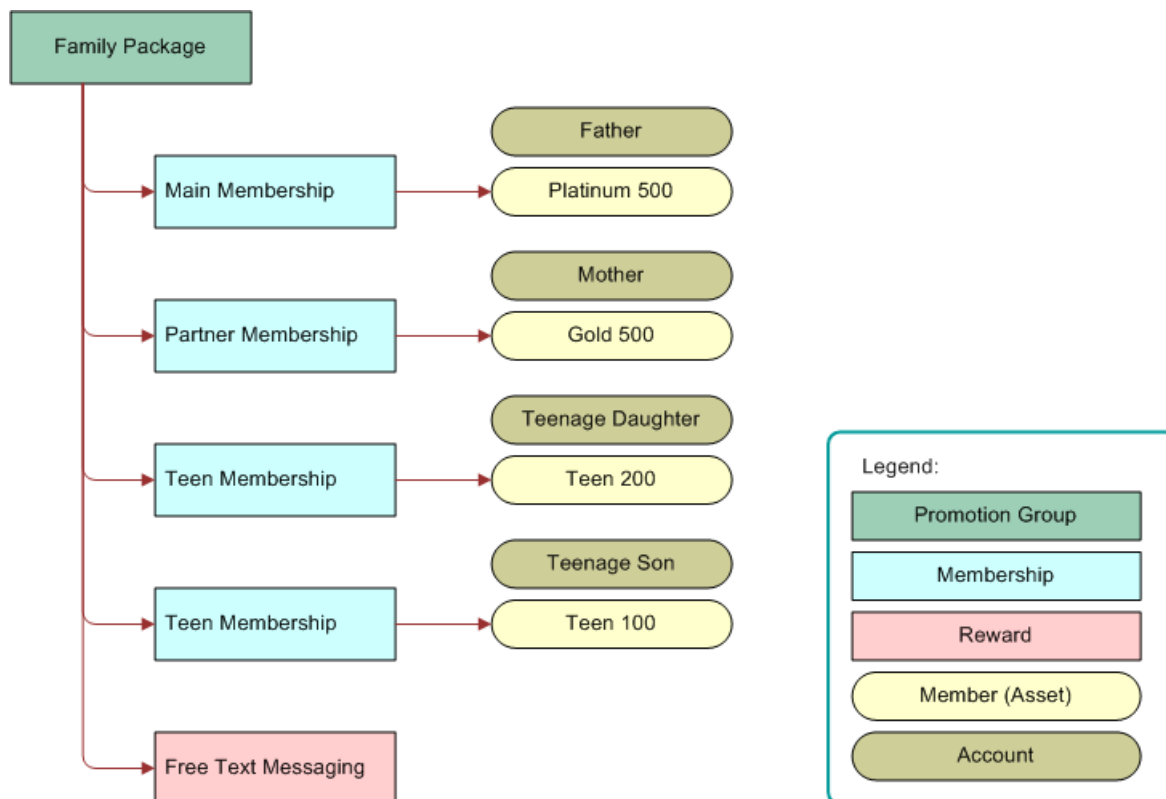 Family Package
Father
Main Membership
Platinum 500
Mother
Partner Membership
Gold 500
Teenage Daughter
Teen Membership
Teen 200
Teenage Son
Teen Membership
Teen 100
Free Text Messaging
Legend:
Promotion Group
Membership
Reward
Member (Asset)
Account